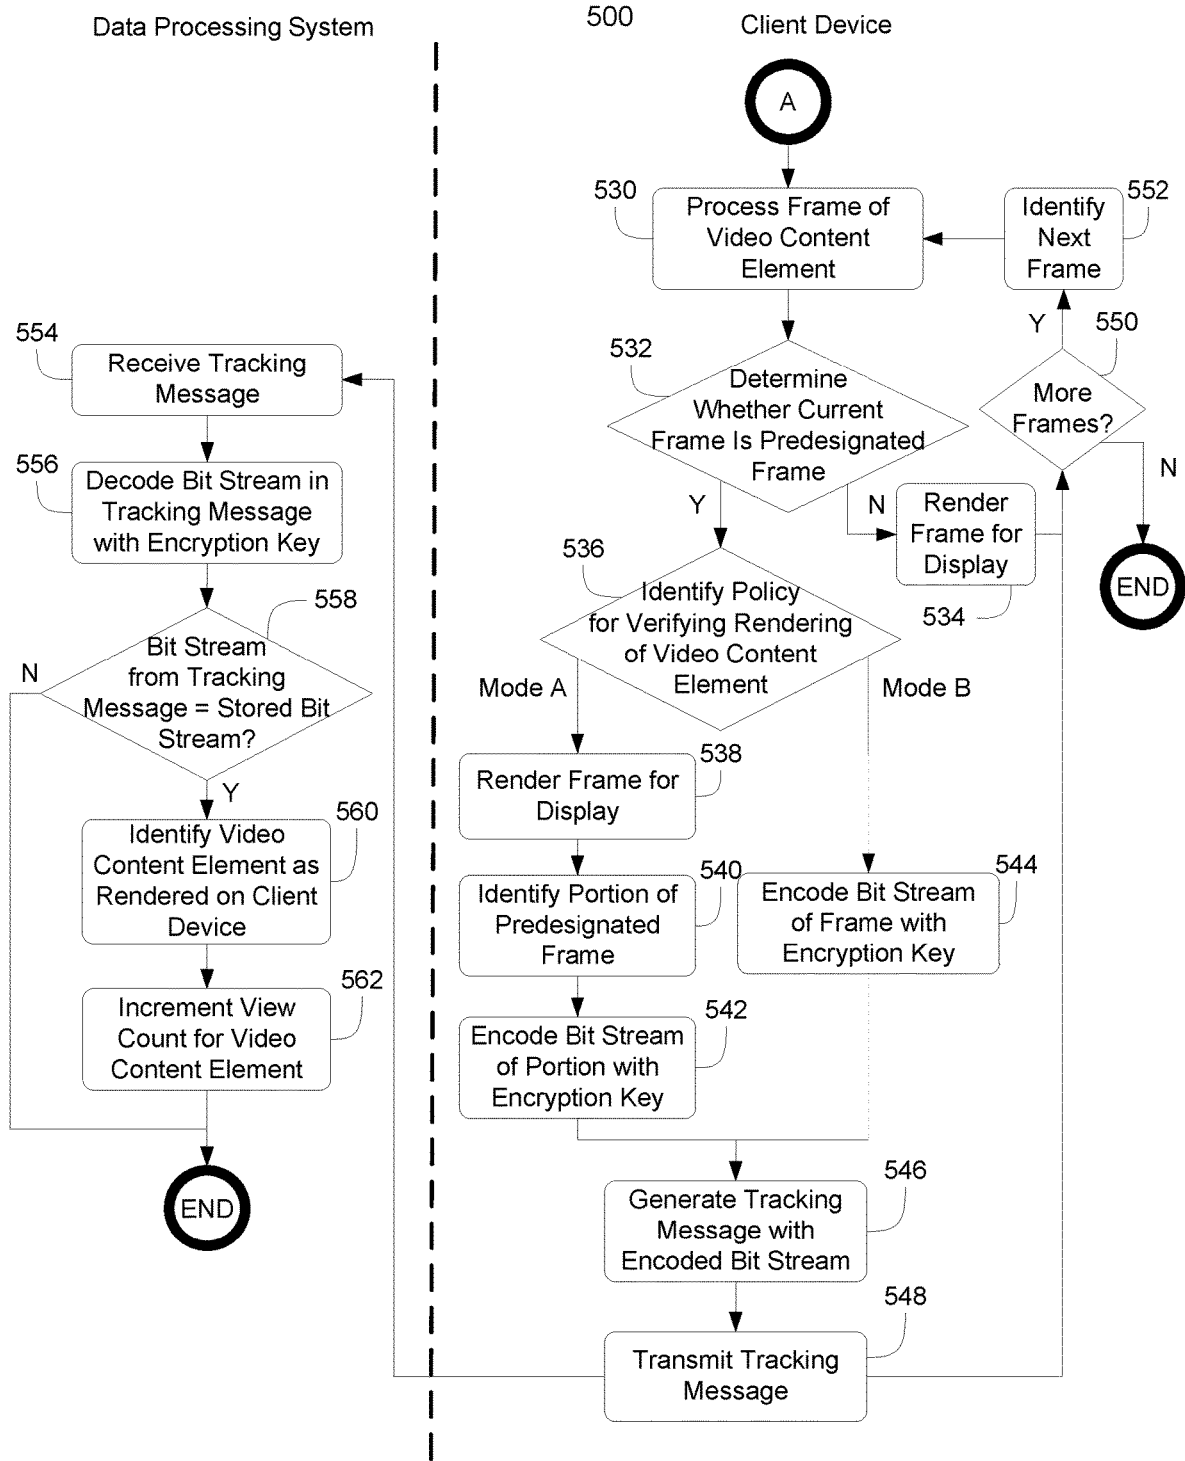 500
Data Processing System
Client Device
A
530
Process Frame of
Video Content
Element
552
Identify
Next
Frame
Y
550
More
Frames?
N
END
532
Determine
Whether Current
Frame Is Predesignated
Frame
Y
N
Render
Frame for
Display
534
536
Identify Policy
for Verifying Rendering
of Video Content
Element
Mode A
Mode B
538
Render Frame for
Display
540
Identify Portion of
Predesignated
Frame
544
Encode Bit Stream
of Frame with
Encryption Key
542
Encode Bit Stream
of Portion with
Encryption Key
546
Generate Tracking
Message with
Encoded Bit Stream
548
Transmit Tracking
Message
554
Receive Tracking
Message
556
Decode Bit Stream in
Tracking Message
with Encryption Key
558
Bit Stream
from Tracking
Message = Stored Bit
Stream?
N
Y
560
Identify Video
Content Element as
Rendered on Client
Device
562
Increment View
Count for Video
Content Element
END